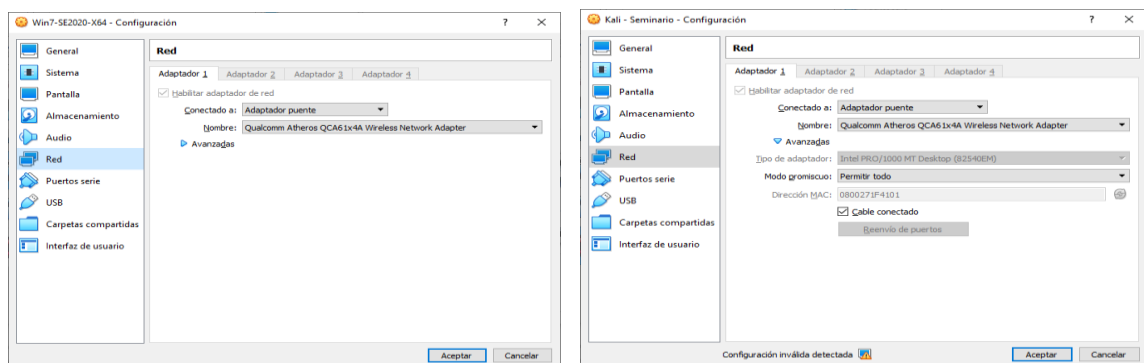 Win7-SE2020-X64 - Configuración
?
General
Sistema
Pantalla
Almacenamiento
Audio
Red
Puertos serie
USB
Carpetas compartidas
Interfaz de usuario
Red
Adaptador 1 Adaptador 2 Adaptador 3 Adaptador 4
Habilitar adaptador de red
Conectado a: Adaptador puente
Nombre: Qualcomm Atheros QCA61x4A Wireless Network Adapter
Avanzadas
Aceptar Cancelar
Kali - Seminario - Configuración
?
General
Sistema
Pantalla
Almacenamiento
Audio
Red
Puertos serie
USB
Carpetas compartidas
Interfaz de usuario
Red
Adaptador 1 Adaptador 2 Adaptador 3 Adaptador 4
Habilitar adaptador de red
Conectado a: Adaptador puente
Nombre: Qualcomm Atheros QCA61x4A Wireless Network Adapter
Avanzadas
Tipo de adaptador: Intel PRO/1000 MT Desktop (82540EM)
Modo promiscuo: Permitir todo
Dirección MAC: 0800271F4101
Cable conectado
Reenvío de puertos
Configuración inválida detectada
Aceptar Cancelar